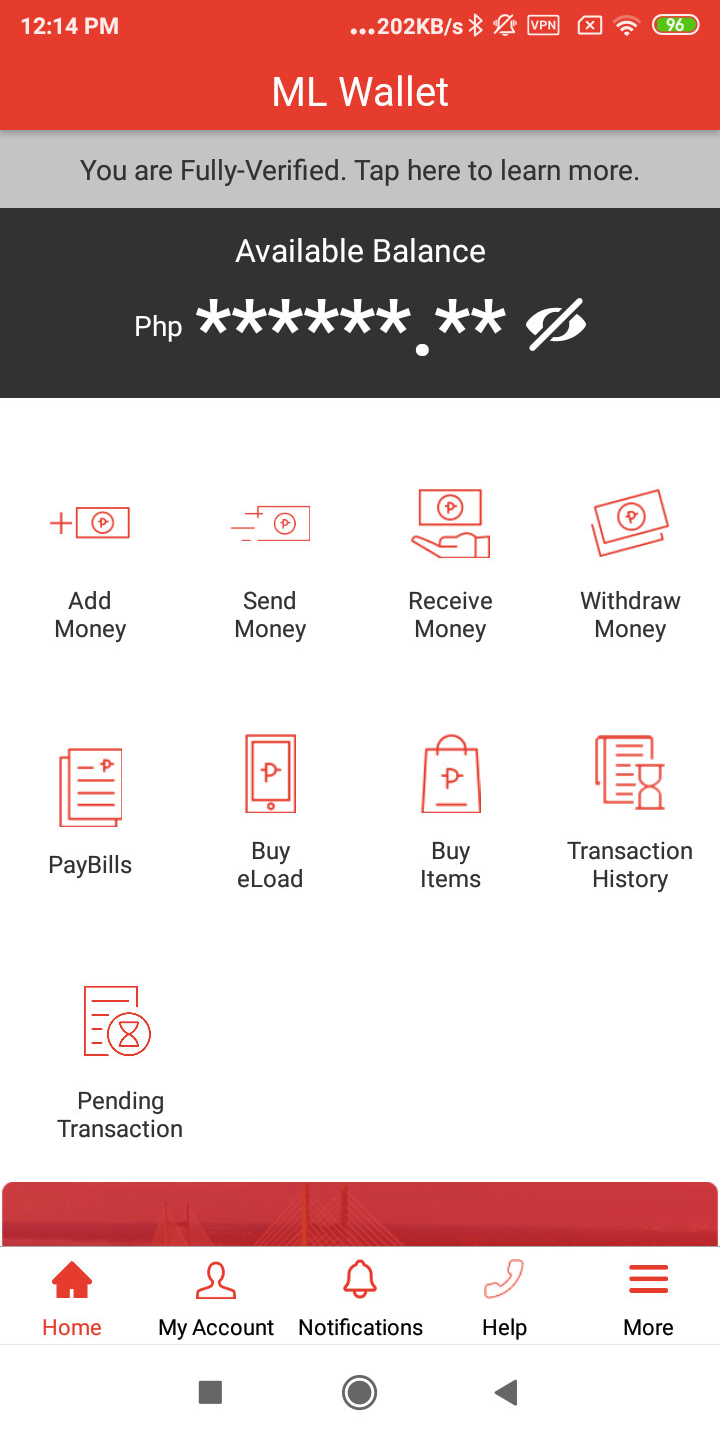 12:14 PM ...202KB/s VPN 96
ML Wallet
You are Fully-Verified. Tap here to learn more.
Available Balance
Php ******.**
Add
Money
Send
Money
Receive
Money
Withdraw
Money
PayBills
Buy
eLoad
Buy
Items
Transaction
History
Pending
Transaction
Home
My Account
Notifications
Help
More